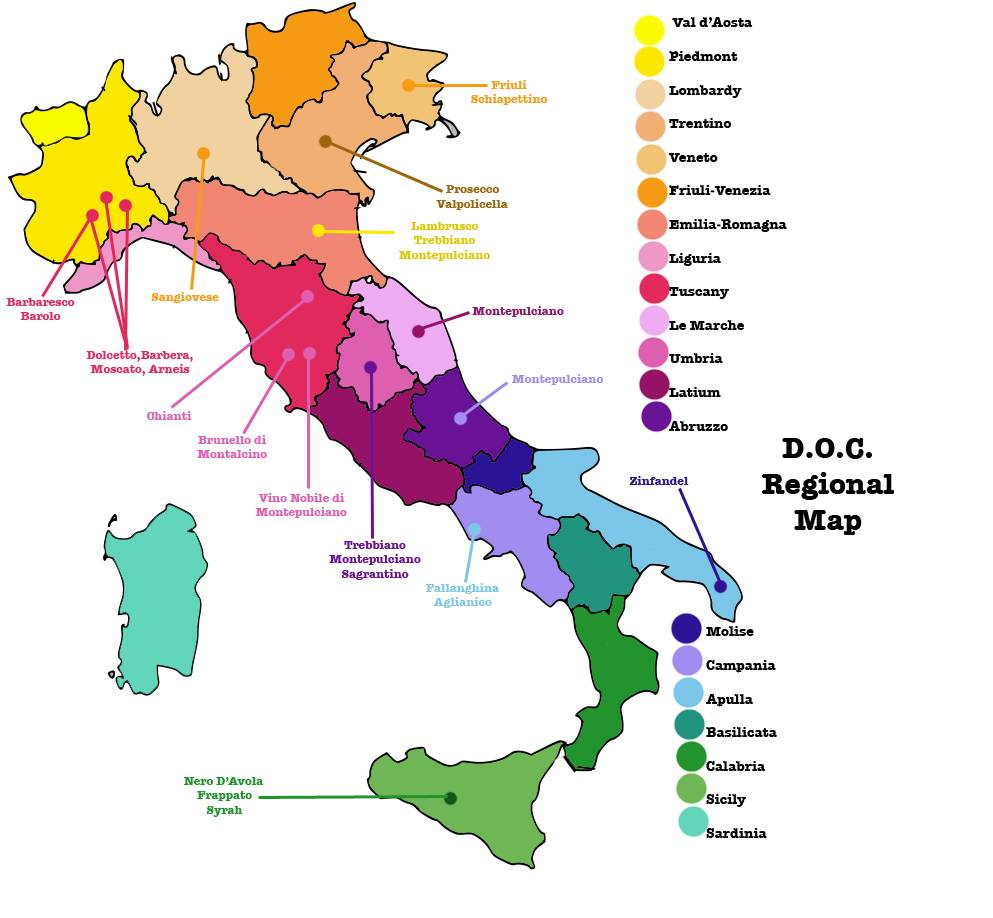 Val d'Aosta
Piedmont
Lombardy
Trentino
Veneto
Friuli-Venezia
Emilia-Romagna
Liguria
Tuscany
Le Marche
Umbria
Latium
Abruzzo
D.O.C.
Regional
Map
Friuli
Schiapettino
Prosecco
Valpolicella
Lambrusco
Trebbiano
Montepulciano
Sangiovese
Barbaresco
Barolo
Dolcetto,Barbera,
Moscato, Arneis
Montepulciano
Montepulciano
Chianti
Brunello di
Montalcino
Vino Nobile di
Montepulciano
Zinfandel
Trebbiano
Montepulciano
Sagrantino
Fallanghina
Aglianico
Molise
Campania
Apulla
Basilicata
Calabria
Sicily
Sardinia
Nero D'Avola
Frappato
Syrah